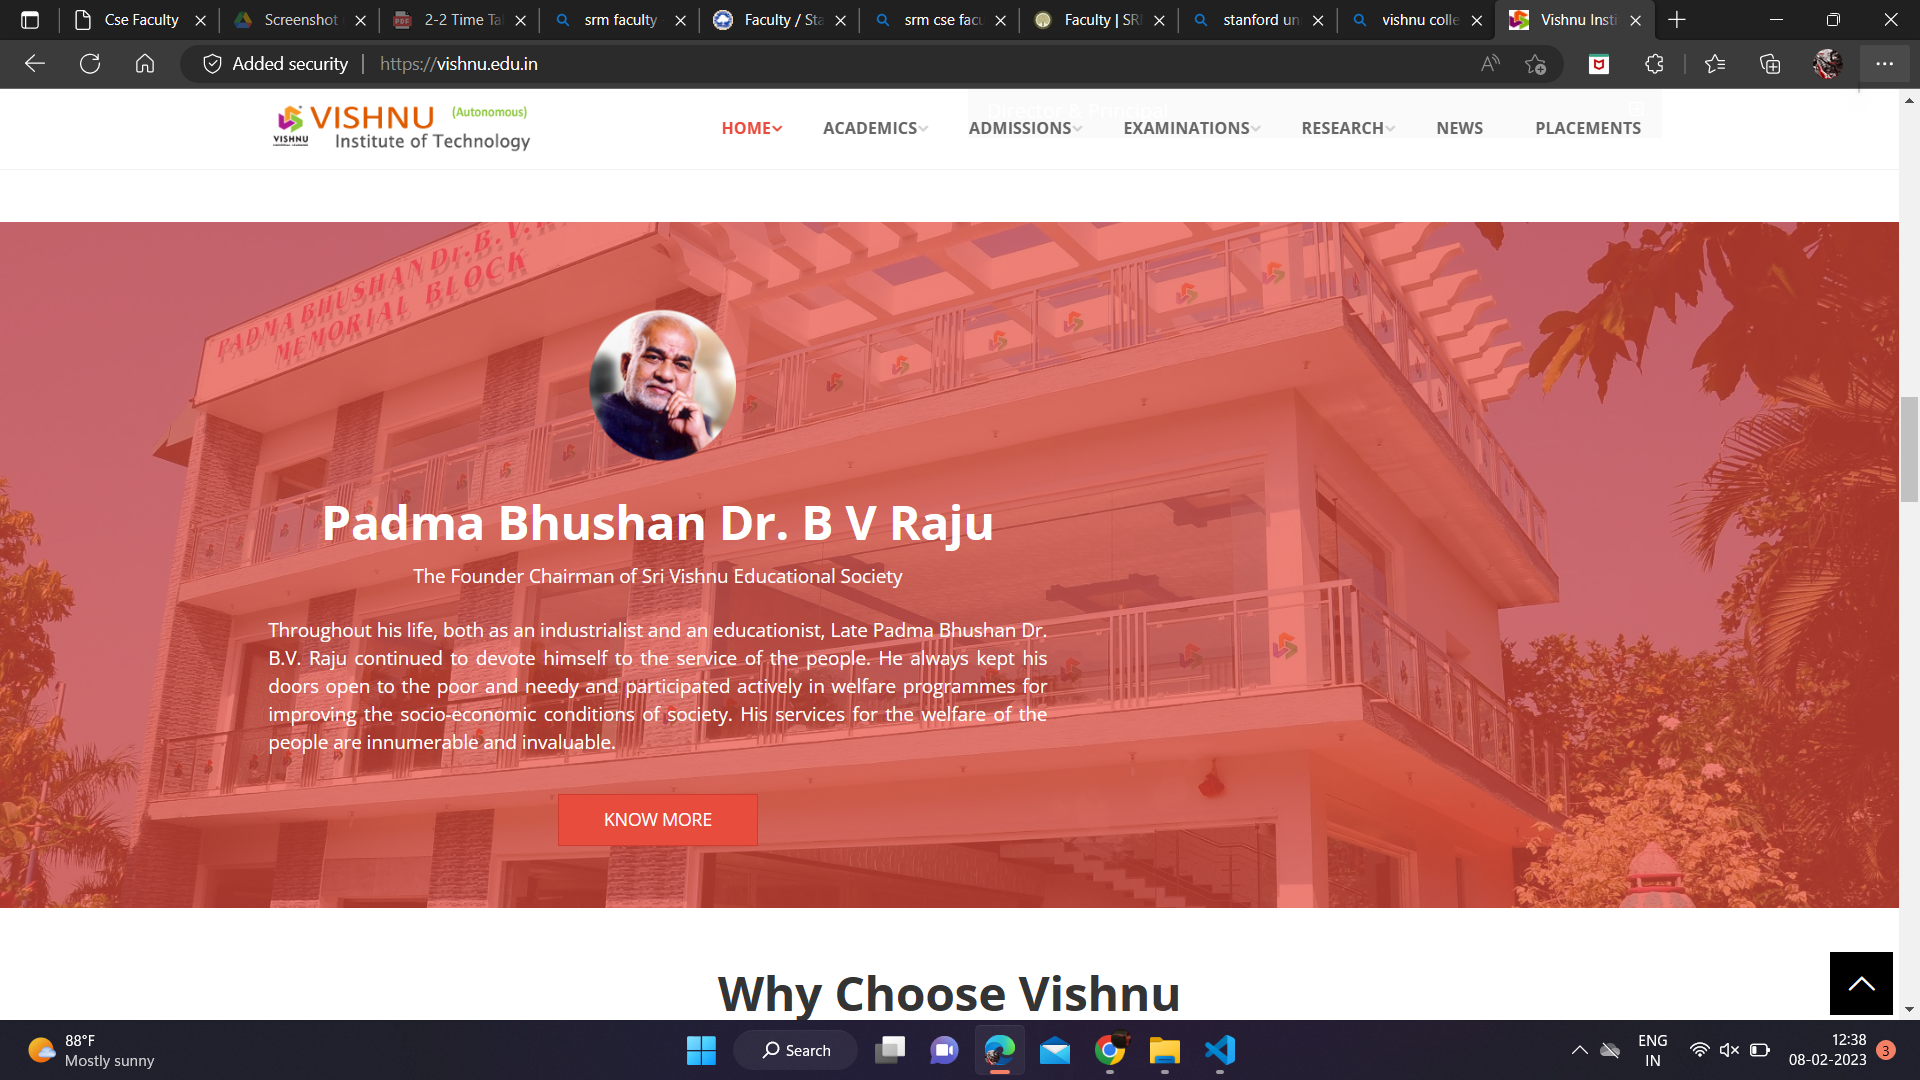 Cse Faculty
Screenshot
2-2 Time Ta
srm faculty
Faculty / Sta
srm cse facu
Faculty | SRM
stanford un
vishnu colle
Vishnu Insti
Added security
https://vishnu.edu.in
Director & Principal
VISHNU (Autonomous)
VISHNU
Institute of Technology
HOME
ACADEMICS
ADMISSIONS
EXAMINATIONS
RESEARCH
NEWS
PLACEMENTS
PADMA BHUSHAN Dr. B.V.
MEMORIAL BLOCK
Padma Bhushan Dr. B V Raju
The Founder Chairman of Sri Vishnu Educational Society
Throughout his life, both as an industrialist and an educationist, Late Padma Bhushan Dr.
B.V. Raju continued to devote himself to the service of the people. He always kept his
doors open to the poor and needy and participated actively in welfare programmes for
improving the socio-economic conditions of society. His services for the welfare of the
people are innumerable and invaluable.
KNOW MORE
Why Choose Vishnu
88°F
Mostly sunny
Search
ENG
IN
12:38
08-02-2023
3